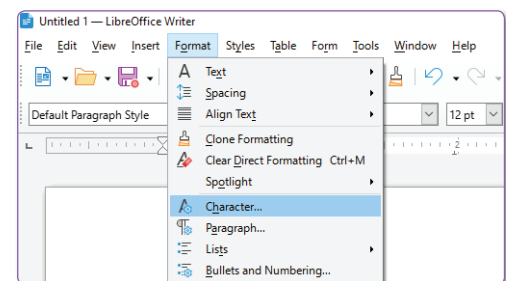 Untitled 1 — LibreOffice Writer
File Edit View Insert Format Styles Table Form Tools Window Help
Text
Spacing
Align Text
Default Paragraph Style
12 pt
Clone Formatting
Clear Direct Formatting Ctrl+M
2
Spotlight
Character...
Paragraph...
Lists
Bullets and Numbering...